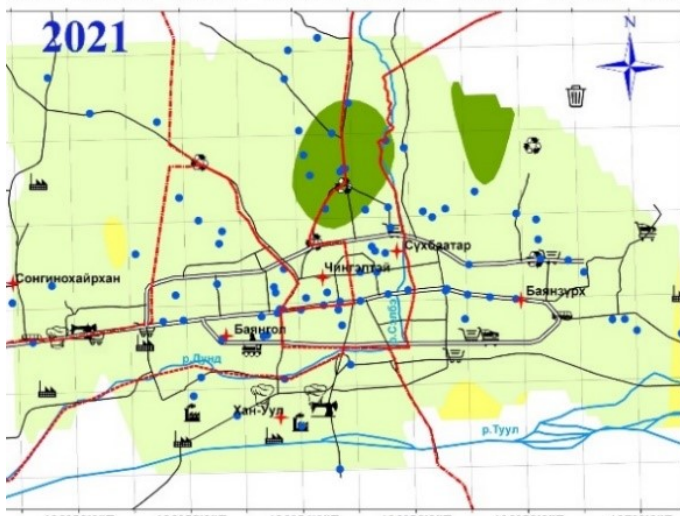 2021
N
Сүхбаатар
Чингэлтэй
Сонгинохайрхан
Баянзүрх
р.Сэлбэ
Баянгол
р.Дунд
Хан-Уул
р.Туул